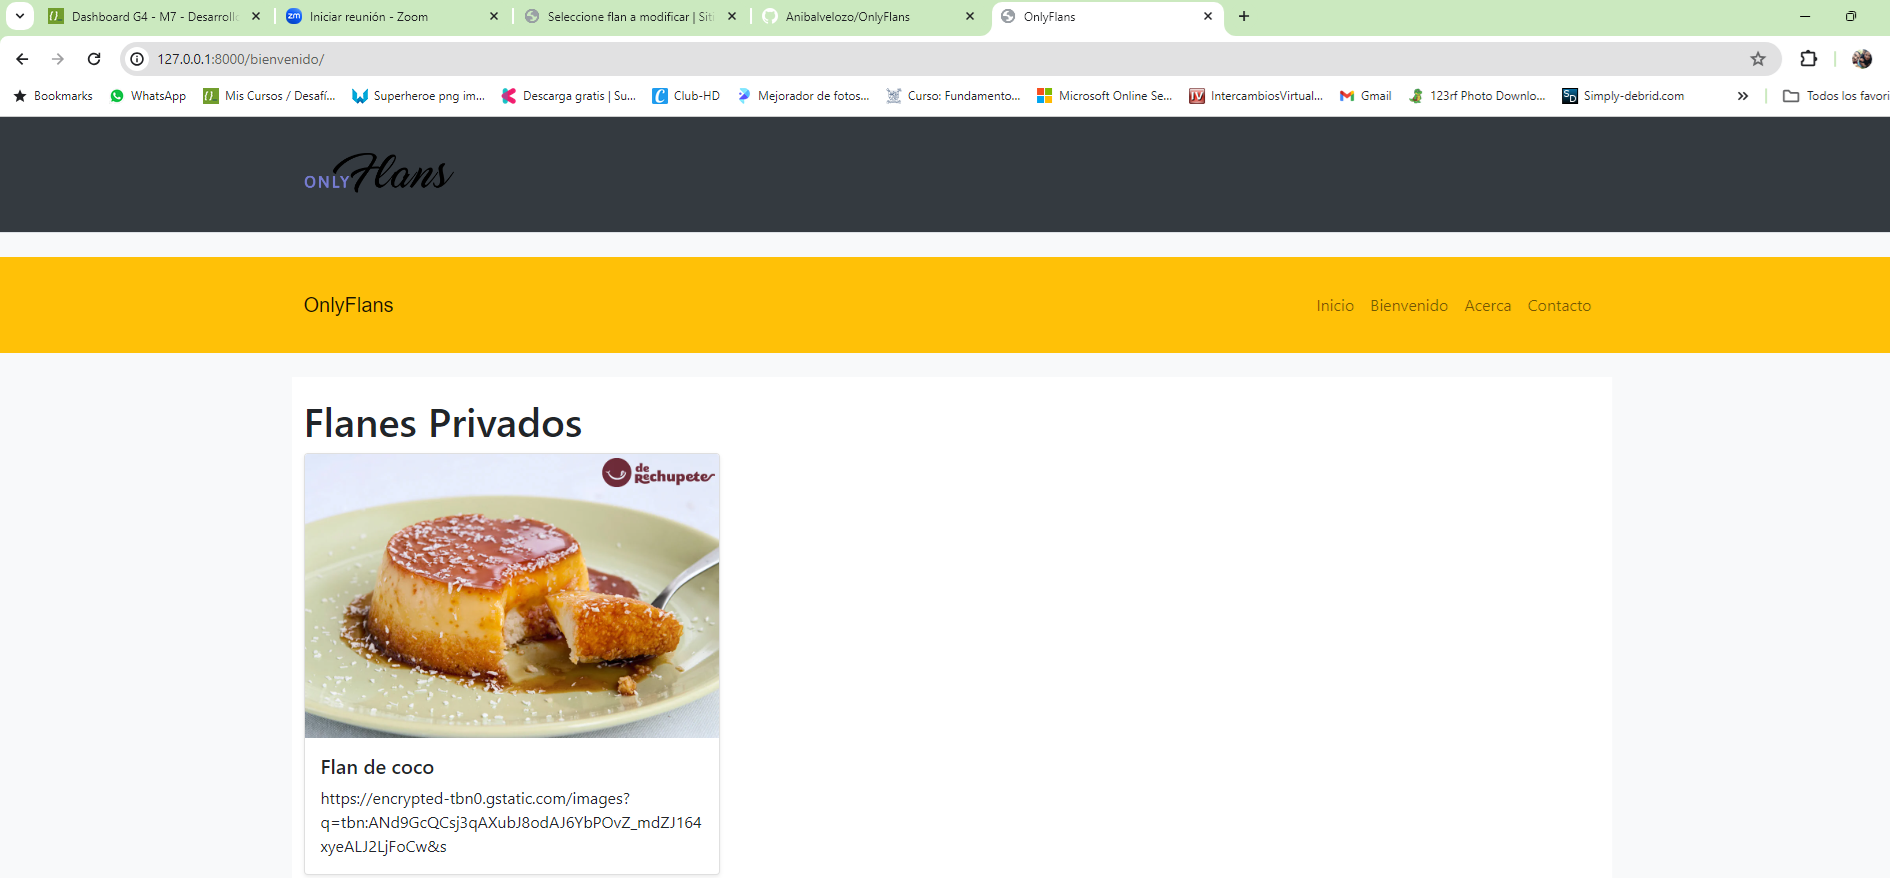 Dashboard G4 - M7 - Desarrollo
Iniciar reunión - Zoom
Seleccione flan a modificar | Siti
Anibalvelozo/OnlyFlans
OnlyFlans
127.0.0.1:8000/bienvenido/
Bookmarks
WhatsApp
Mis Cursos / Desafí...
Superheroe png im...
Descarga gratis | Su...
Club-HD
Mejorador de fotos...
Curso: Fundamento...
Microsoft Online Se...
IntercambiosVirtual...
Gmail
123rf Photo Downlo...
Simply-debrid.com
Todos los favori
ONLY Flans
OnlyFlans
Inicio Bienvenido Acerca Contacto
Flanes Privados
de Rechupete
Flan de coco
https://encrypted-tbn0.gstatic.com/images?
q=tbn:ANd9GcQCsj3qAXubJ8odAJ6YbPOvZ_mdZJ164
xyeALJ2LjFoCw&s